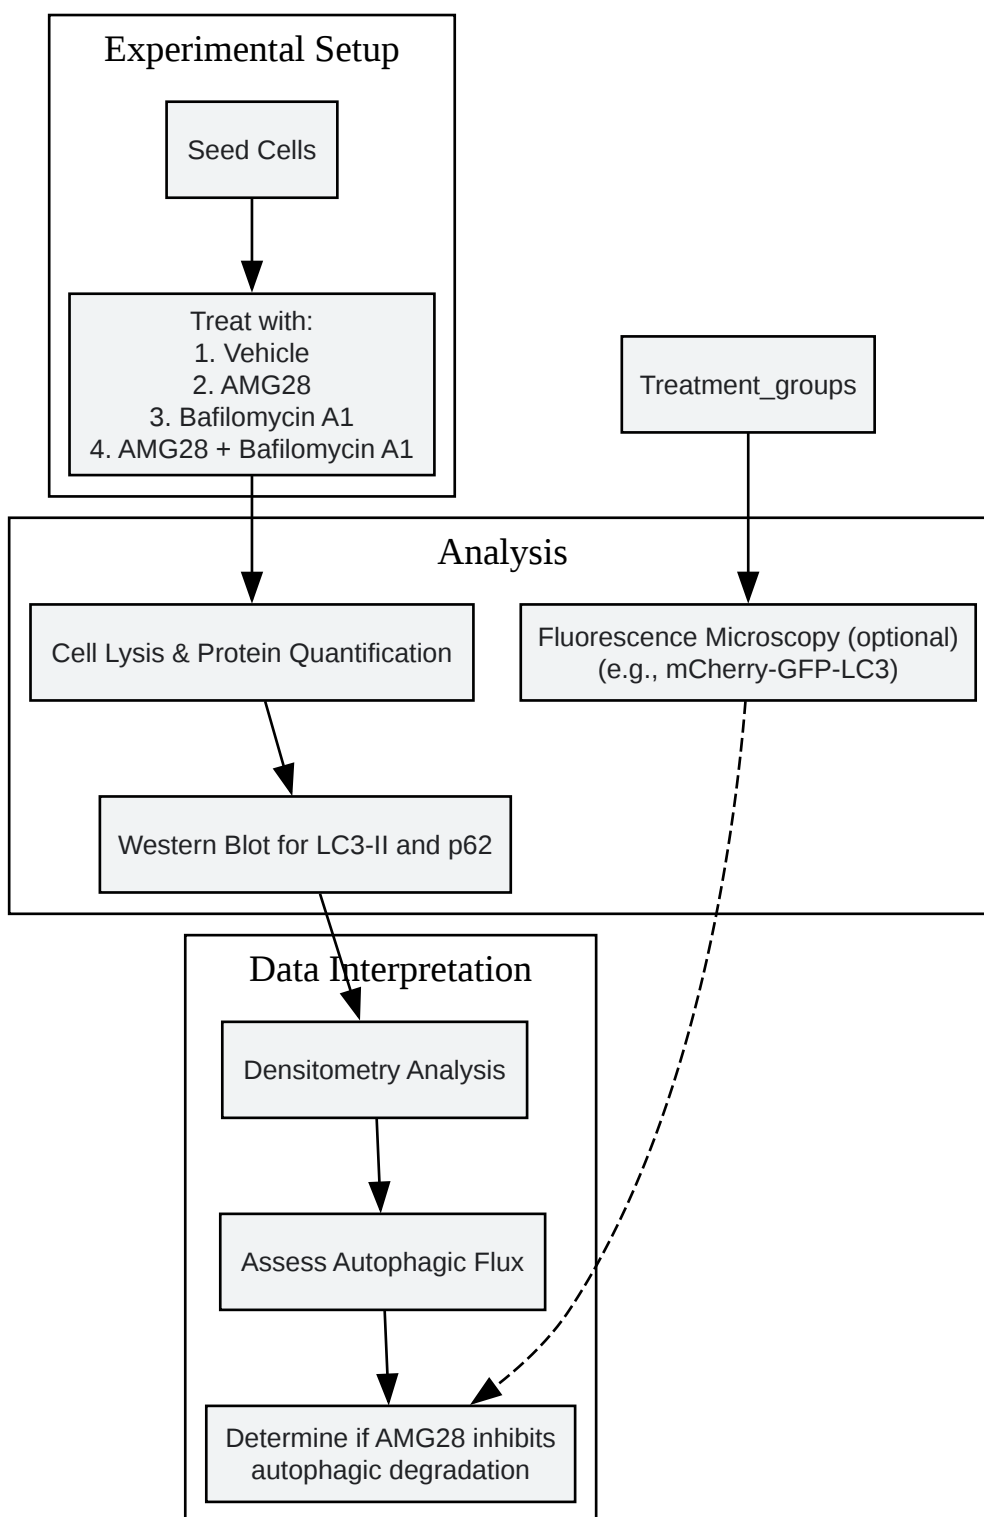 Experimental Setup
Seed Cells
Treat with:
1. Vehicle
2. AMG28
3. Bafilomycin A1
4. AMG28 + Bafilomycin A1
Treatment_groups
Analysis
Cell Lysis & Protein Quantification
Fluorescence Microscopy (optional)
(e.g., mCherry-GFP-LC3)
Western Blot for LC3-II and p62
Data Interpretation
Densitometry Analysis
Assess Autophagic Flux
Determine if AMG28 inhibits
autophagic degradation